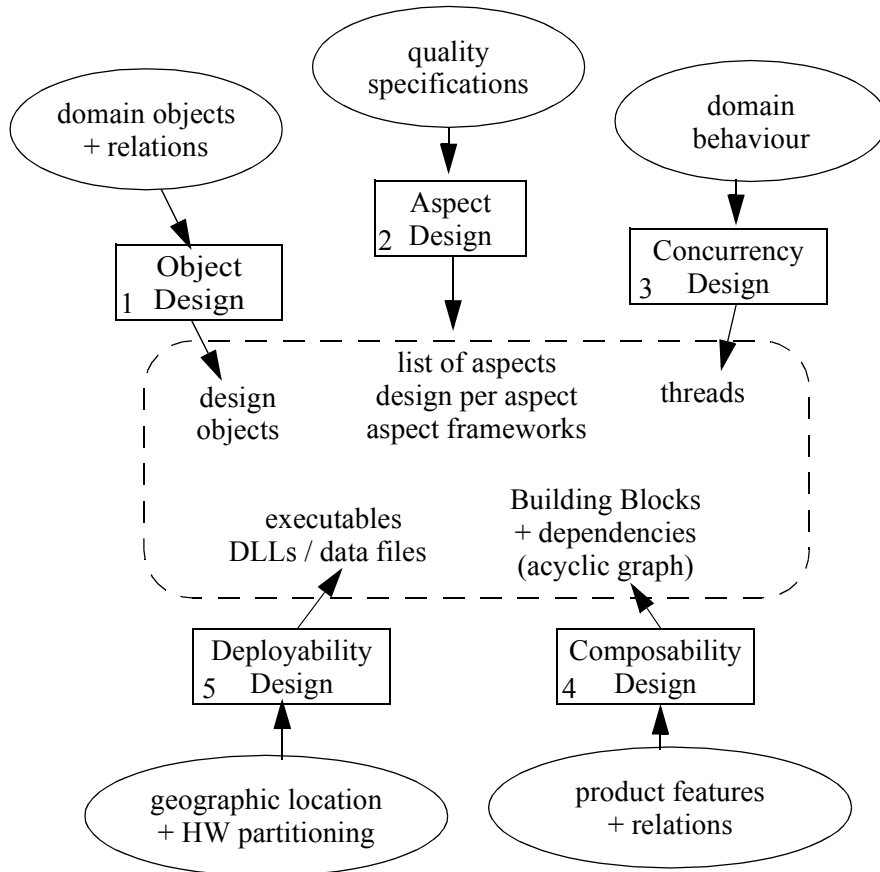 quality
specifications
domain objects
+ relations
domain
behaviour
Aspect
2 Design
Object
1 Design
Concurrency
3 Design
list of aspects
design per aspect
aspect frameworks
design
objects
threads
executables
DLLs / data files
Building Blocks
+ dependencies
(acyclic graph)
Deployability
5 Design
Composability
4 Design
geographic location
+ HW partitioning
product features
+ relations